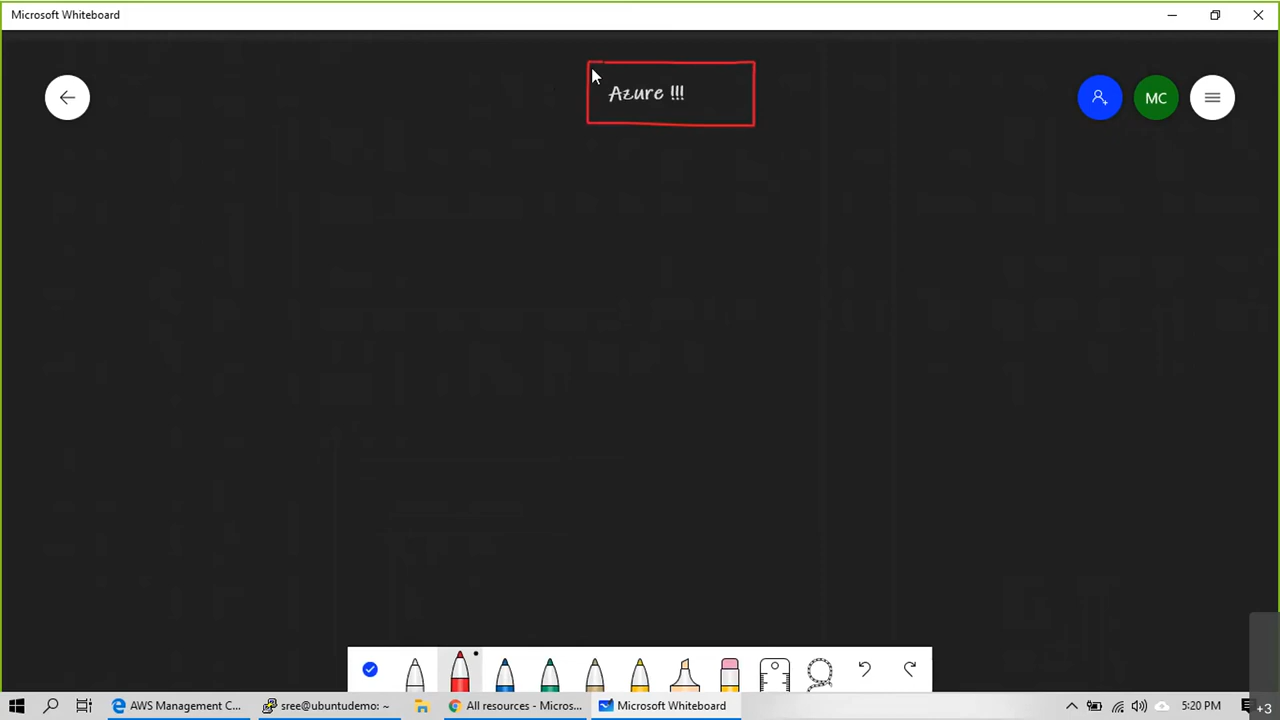 Microsoft Whiteboard
Azure !!!
MC
AWS Management C...
sree@ubuntudemo: ~
All resources - Micros...
Microsoft Whiteboard
5:20 PM
+3